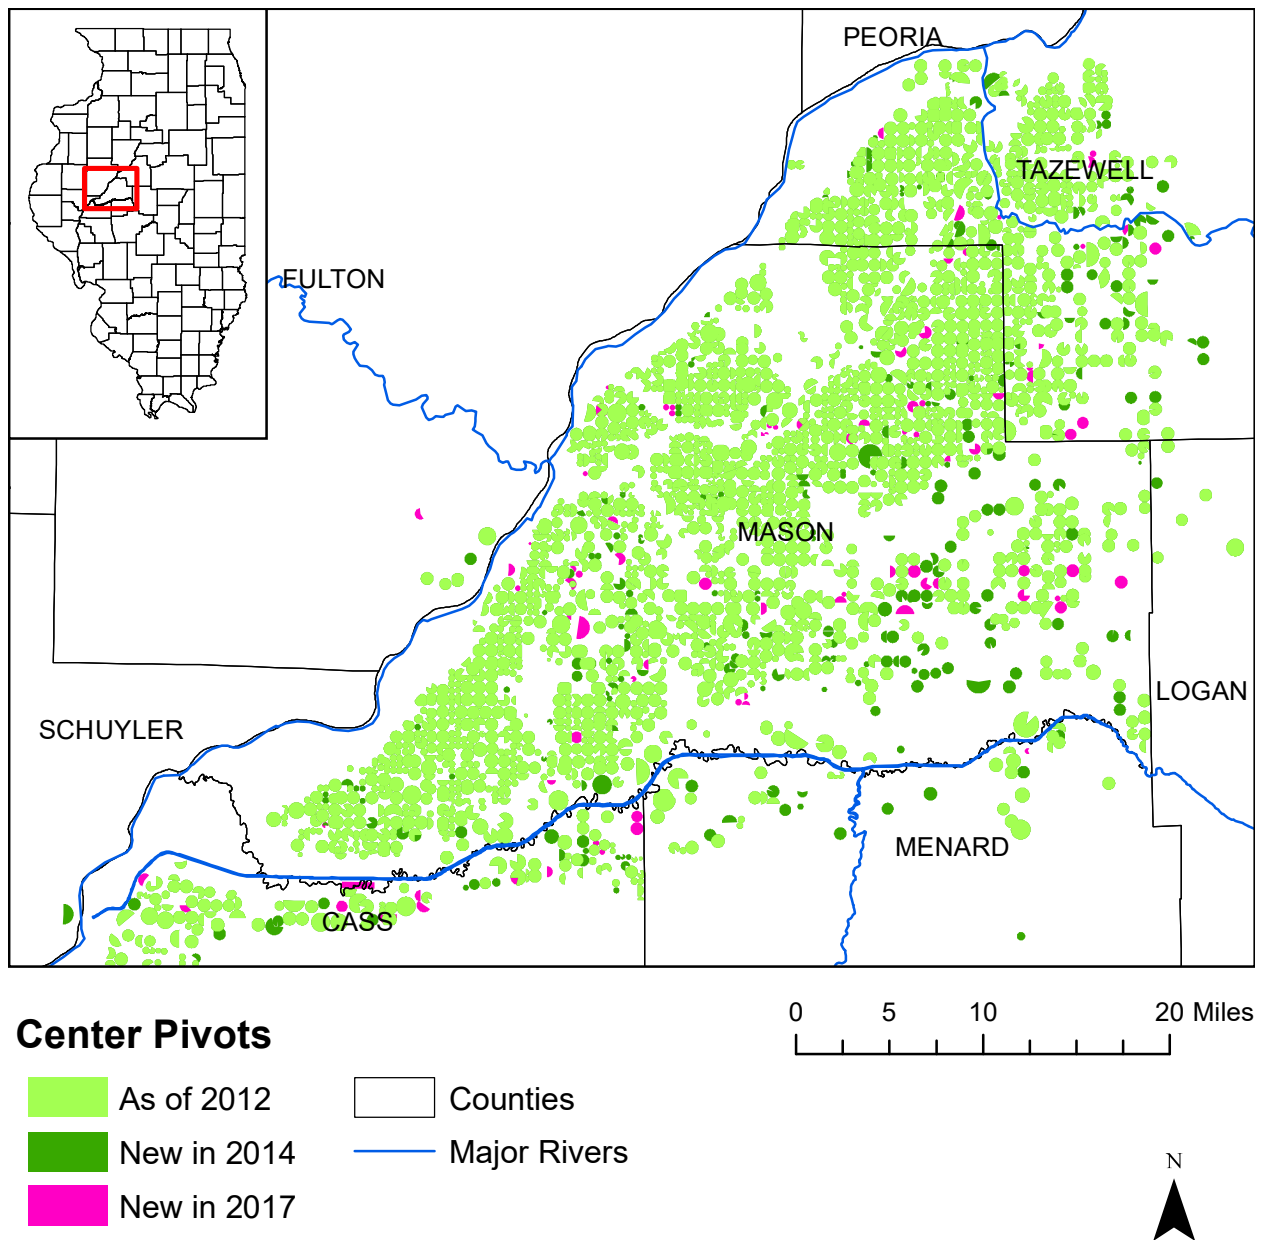 PEORIA
TAZEWELL
FULTON
MASON
LOGAN
SCHUYLER
MENARD
CASS
0 5 10 20 Miles
Center Pivots
As of 2012 Counties
New in 2014 Major Rivers
New in 2017
N